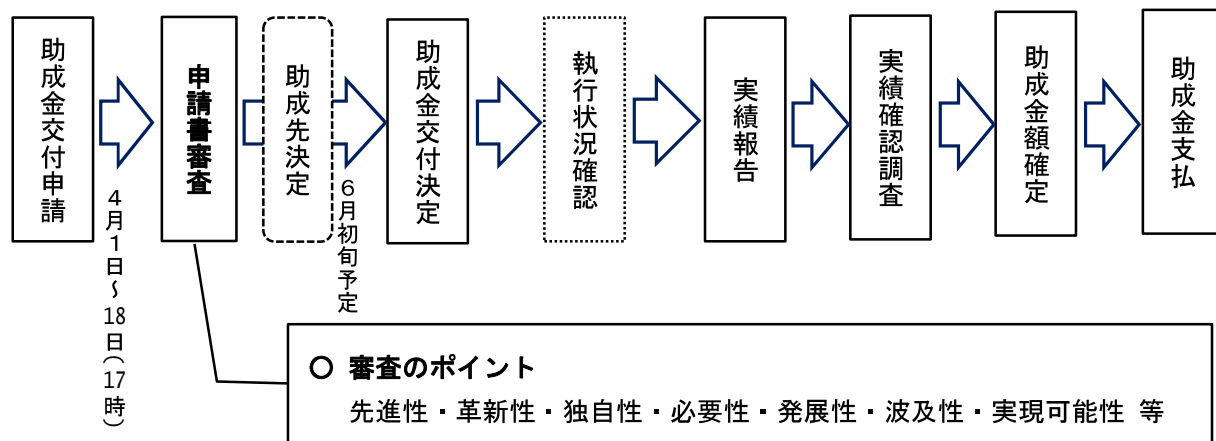 助成金交付申請
4月1日～18日(17時)
申請書審査
助成先決定
6月初旬予定
助成金交付決定
執行状況確認
実績報告
実績確認調査
助成金額確定
助成金支払
○ 審査のポイント
先進性・革新性・独自性・必要性・発展性・波及性・実現可能性 等